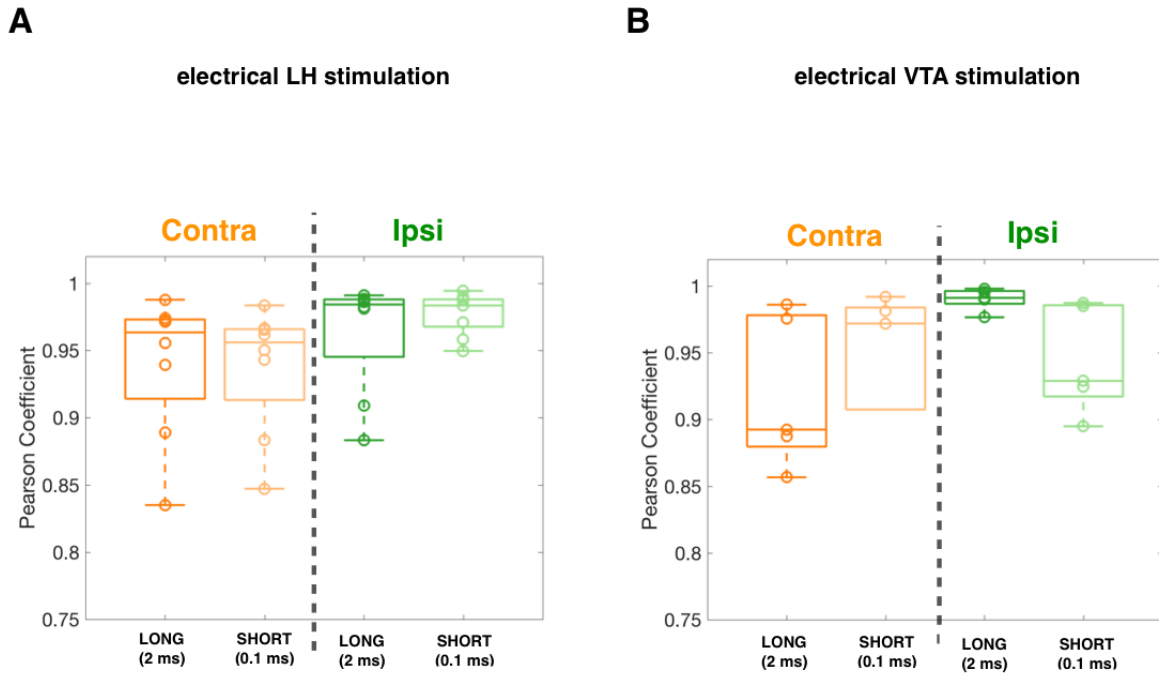 A
electrical LH stimulation
Contra
Ipsi
Pearson Coefficient
1
0.95
0.9
0.85
0.8
0.75
LONG
(2 ms)
SHORT
(0.1 ms)
LONG
(2 ms)
SHORT
(0.1 ms)
B
electrical VTA stimulation
Contra
Ipsi
Pearson Coefficient
1
0.95
0.9
0.85
0.8
0.75
LONG
(2 ms)
SHORT
(0.1 ms)
LONG
(2 ms)
SHORT
(0.1 ms)